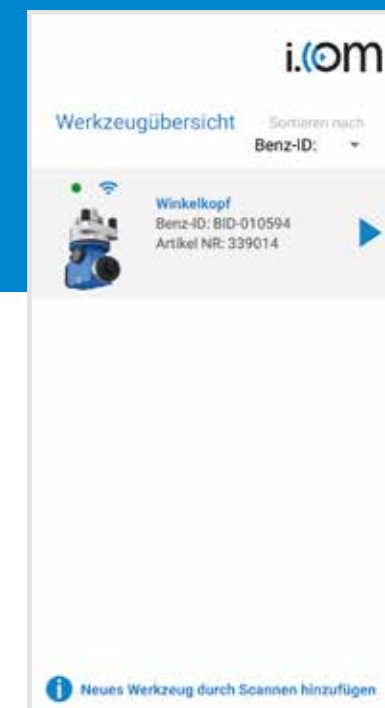 i.com
Werkzeugübersicht
Sortieren nach
Benz-ID:
Winkelkopf
Benz-ID: BID-010594
Artikel NR: 339014
Neues Werkzeug durch Scannen hinzufügen